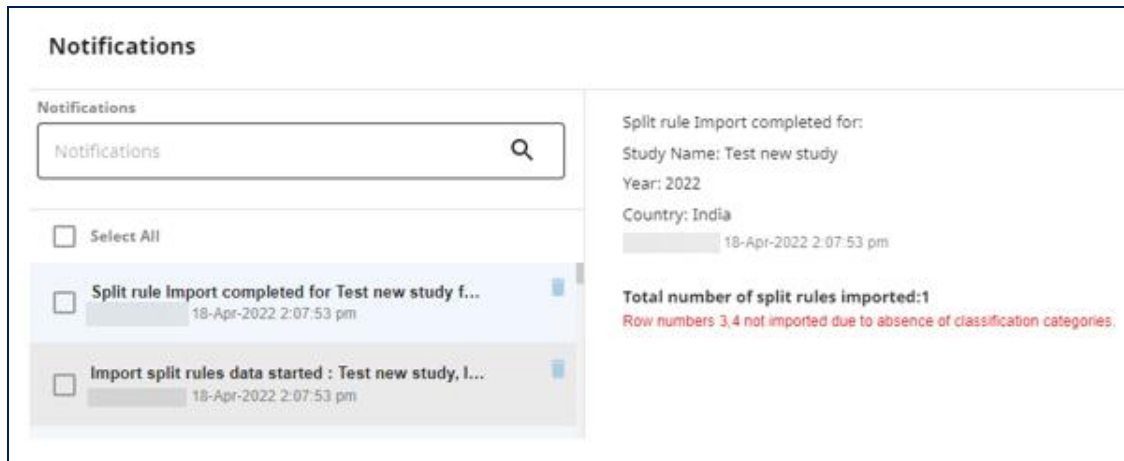 Notifications
Notifications
Notifications
Select All
Split rule Import completed for Test new study f...
18-Apr-2022 2:07:53 pm
Import split rules data started : Test new study, I...
18-Apr-2022 2:07:53 pm
Split rule Import completed for:
Study Name: Test new study
Year: 2022
Country: India
18-Apr-2022 2:07:53 pm
Total number of split rules imported:1
Row numbers 3,4 not imported due to absence of classification categories.